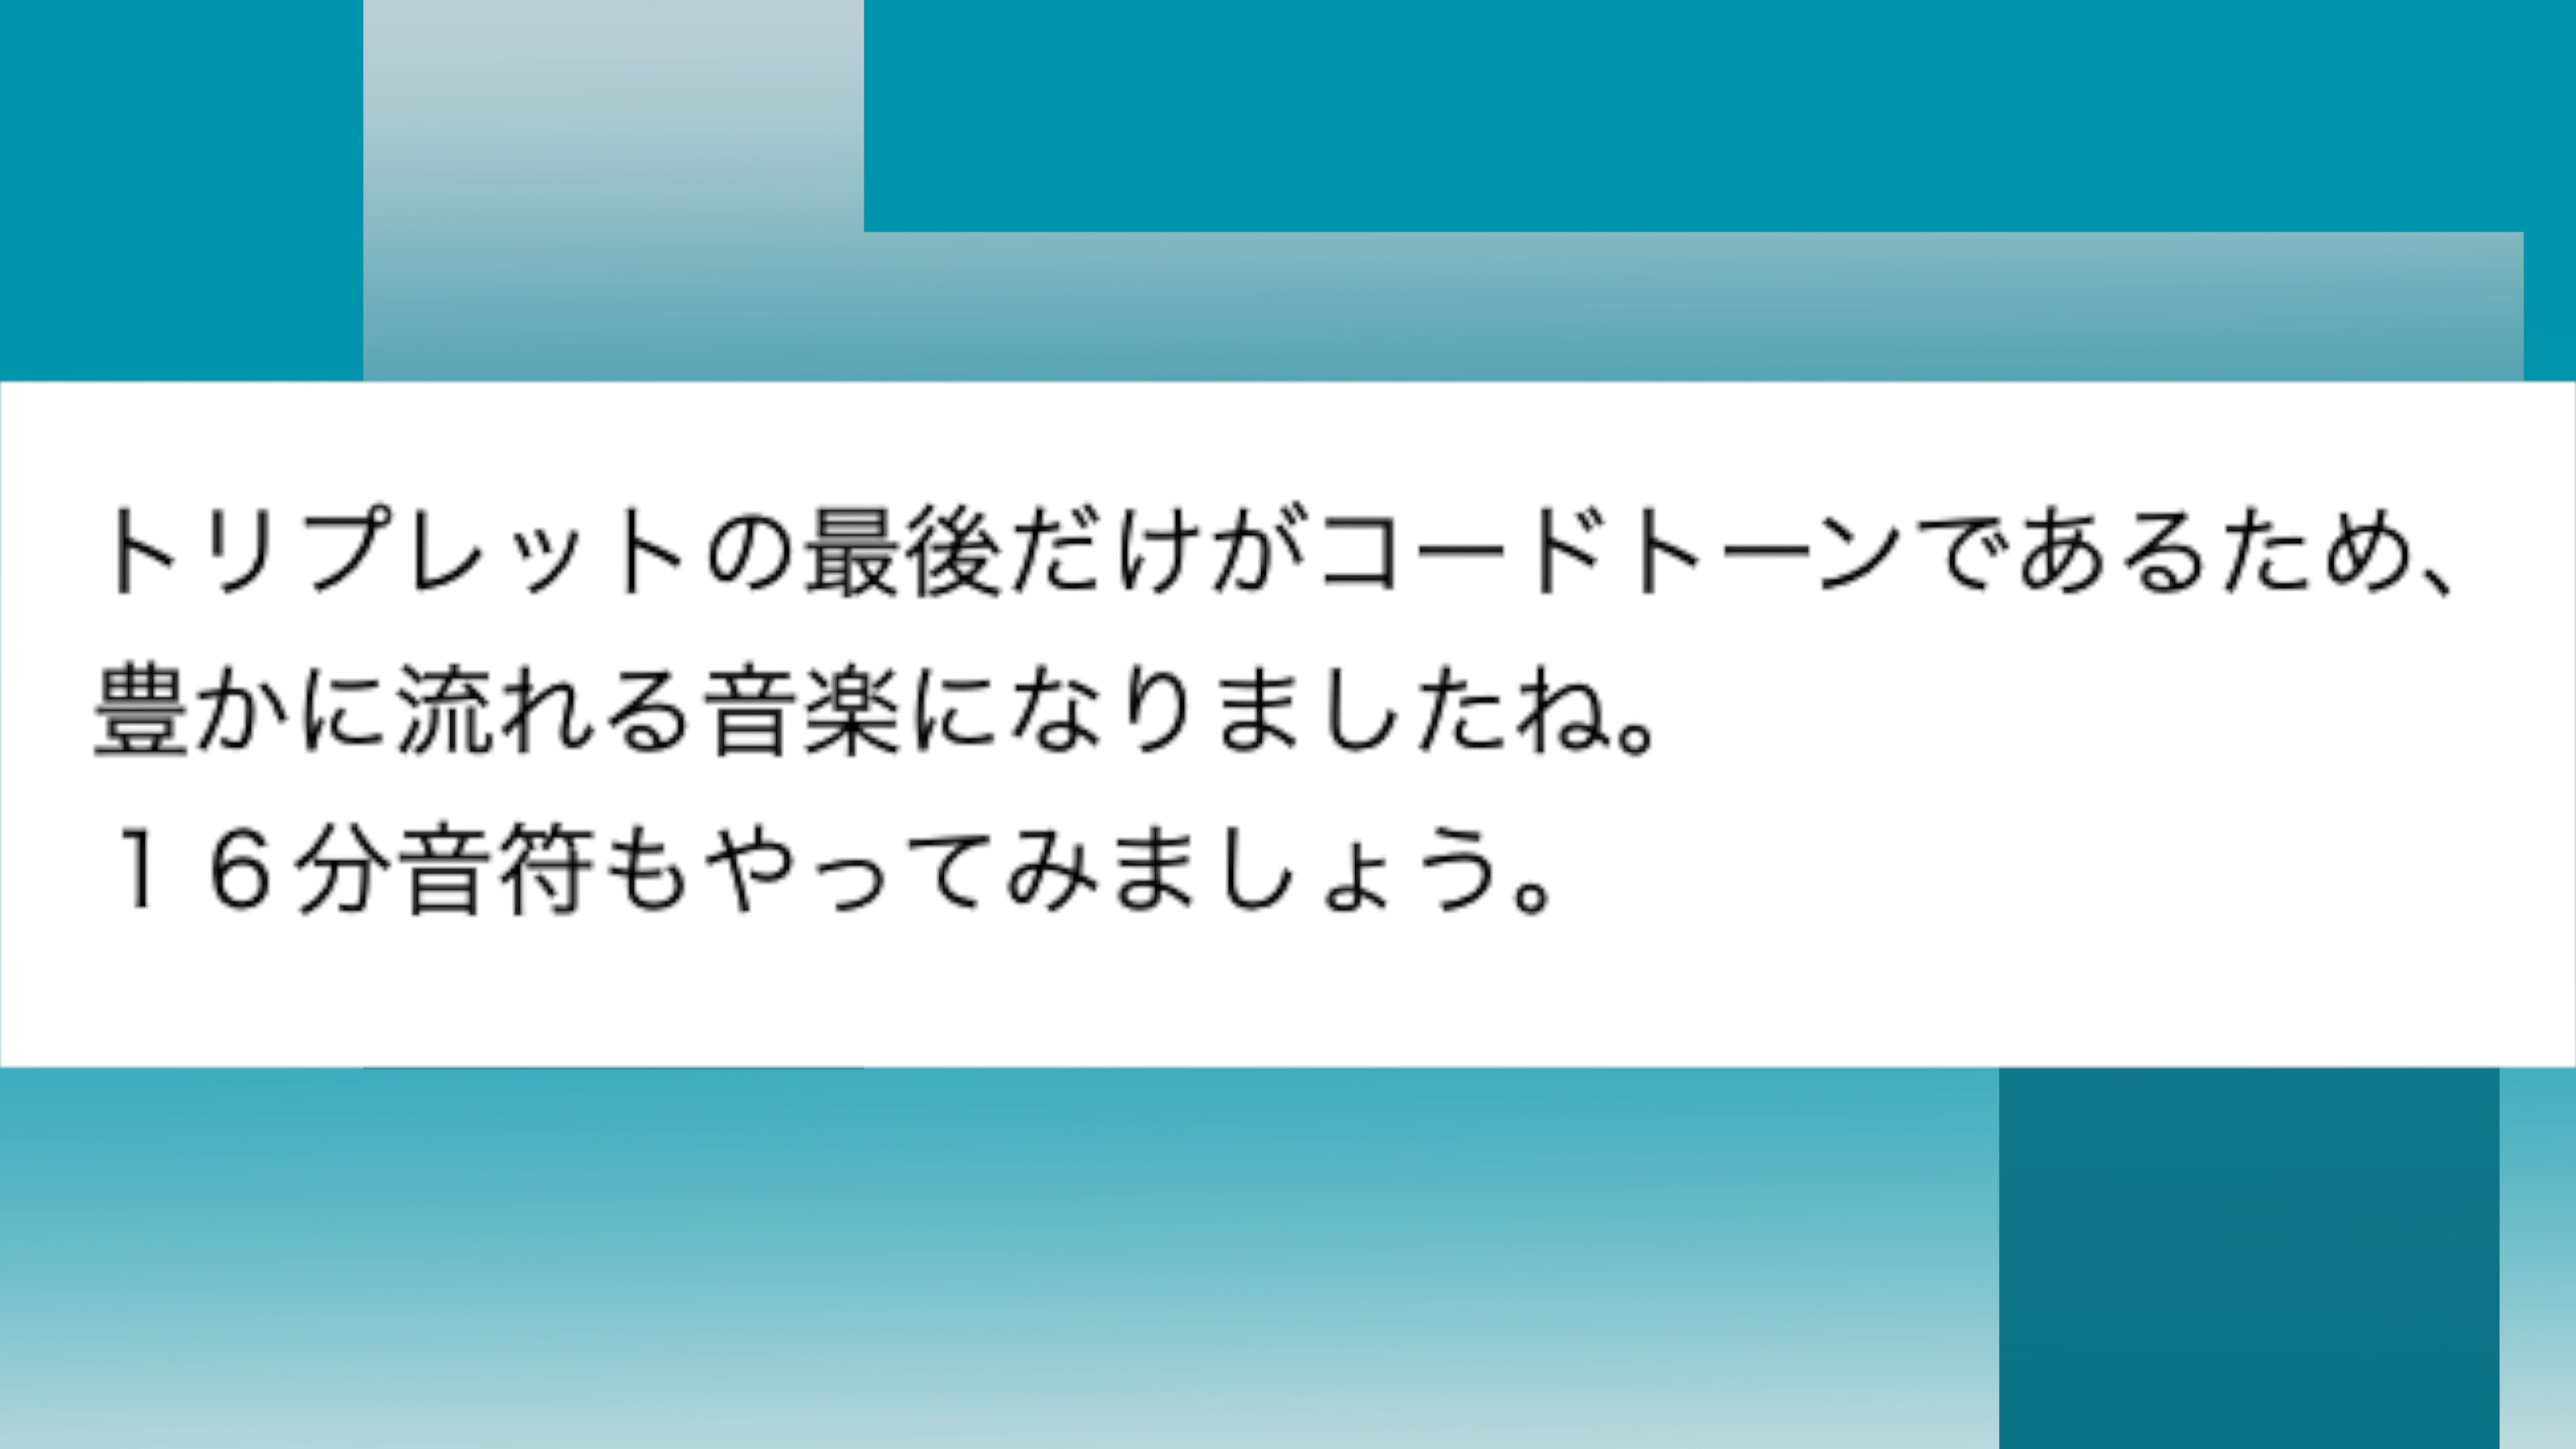 トリプレットの最後だけがコードトーンであるため、
豊かに流れる音楽になりましたね。
１６分音符もやってみましょう。